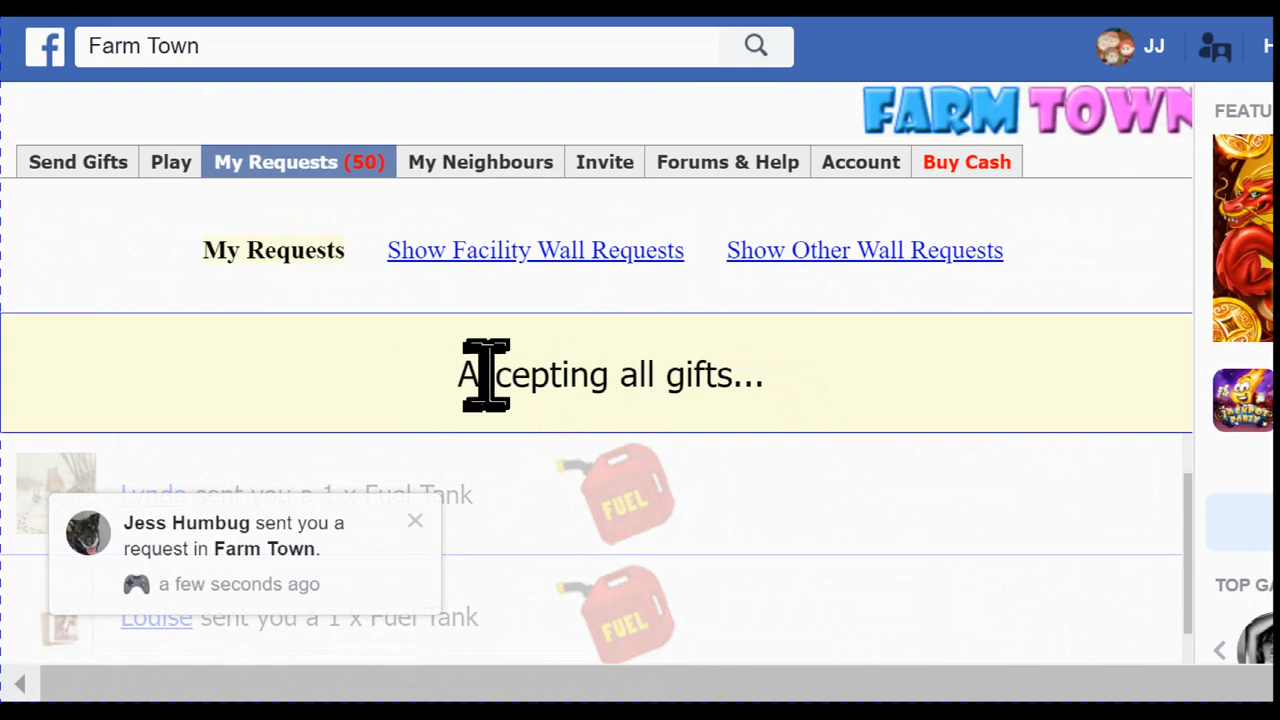 Farm Town
JJ
H
FARM TOWN
FEATU
Send Gifts Play My Requests (50) My Neighbours Invite Forums & Help Account Buy Cash
My Requests Show Facility Wall Requests Show Other Wall Requests
Accepting all gifts...
Lynda sent you a 1 x Fuel Tank
FUEL
Jess Humbug sent you a
request in Farm Town.
a few seconds ago
TOP GA
Louise sent you a 1 x Fuel Tank
FUEL